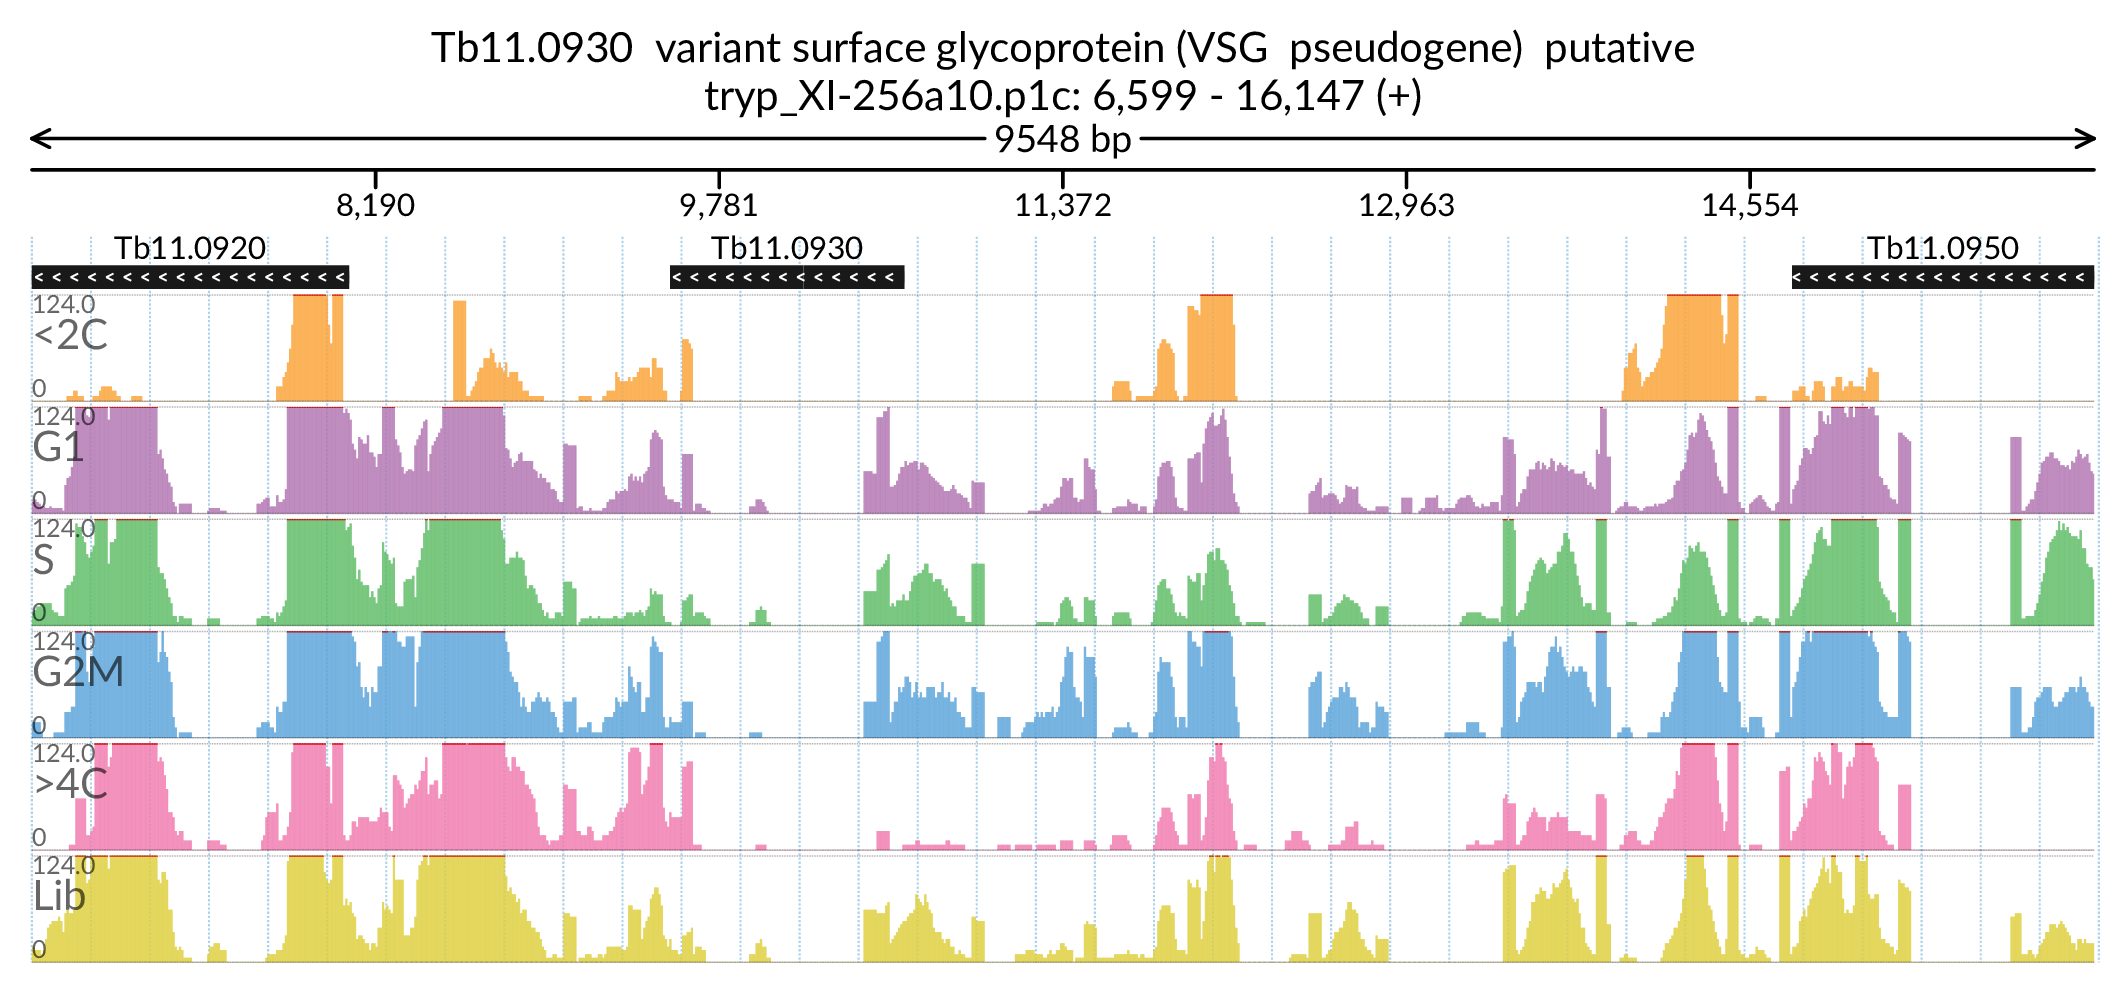 Tb11.0930  variant surface glycoprotein (VSG  pseudogene)  putative
tryp_XI-256a10.p1c: 6,599 - 16,147 (+)
9548 bp
8,190 9,781 11,372 12,963 14,554
Tb11.0920 Tb11.0930 Tb11.0950
124.0
<2C
0
124.0
G1
0
124.0
S
0
124.0
G2M
0
124.0
>4C
0
124.0
Lib
0